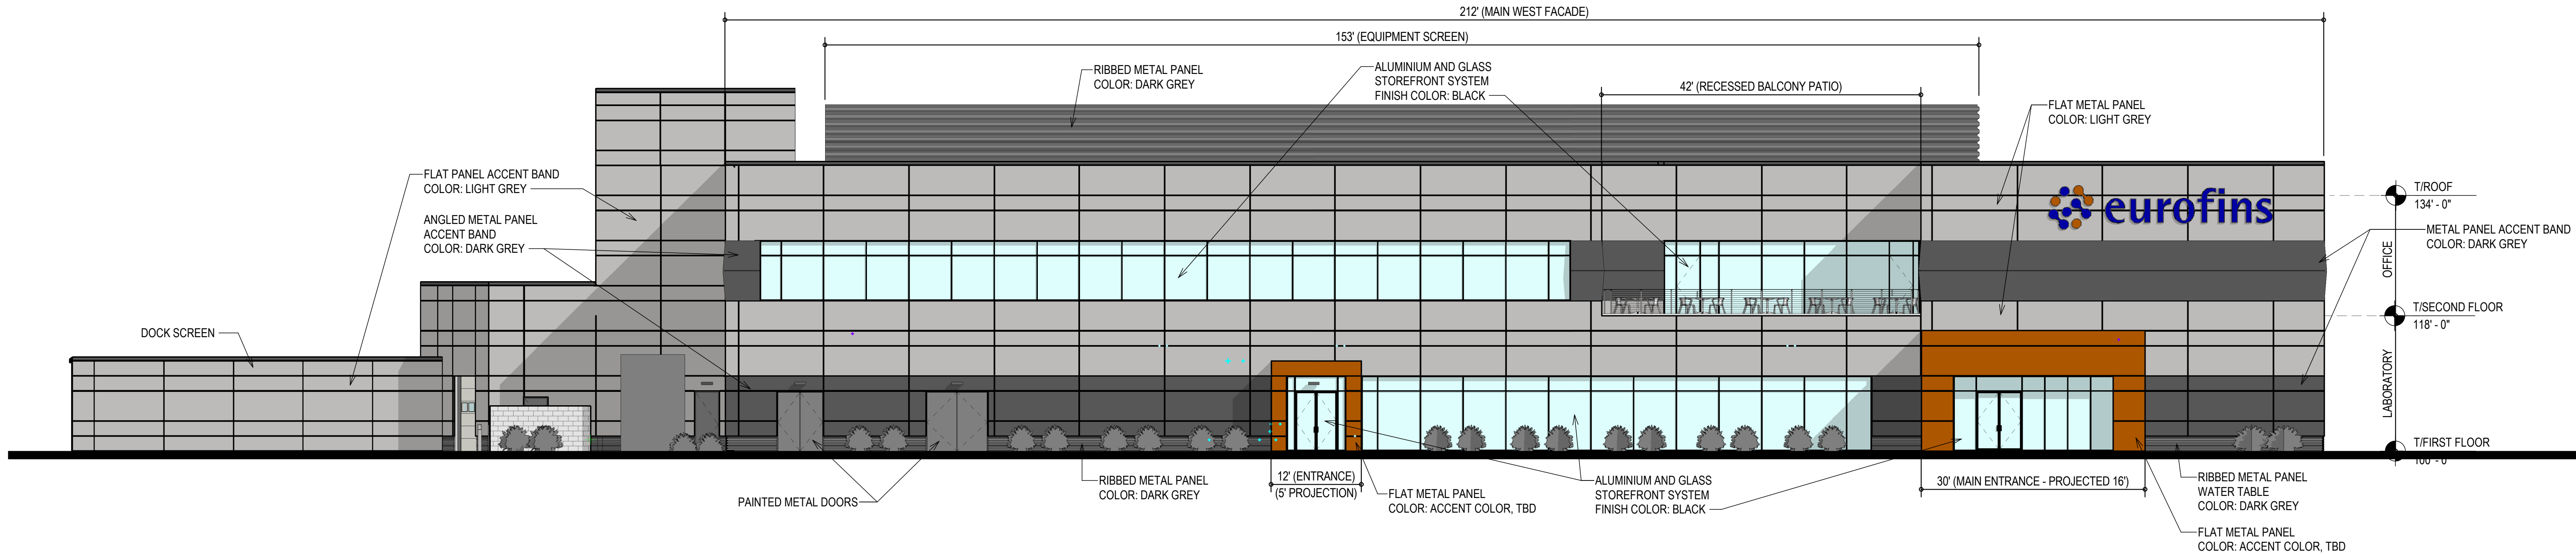 212' (MAIN WEST FACADE)
153' (EQUIPMENT SCREEN)
RIBBED METAL PANEL
COLOR: DARK GREY
ALUMINIUM AND GLASS
STOREFRONT SYSTEM
FINISH COLOR: BLACK
42' (RECESSED BALCONY PATIO)
FLAT METAL PANEL
COLOR: LIGHT GREY
FLAT PANEL ACCENT BAND
COLOR: LIGHT GREY
ANGLED METAL PANEL
ACCENT BAND
COLOR: DARK GREY
DOCK SCREEN
eurofins
T/ROOF
134' - 0"
METAL PANEL ACCENT BAND
COLOR: DARK GREY
OFFICE
T/SECOND FLOOR
118' - 0"
LABORATORY
T/FIRST FLOOR
100' - 0"
PAINTED METAL DOORS
RIBBED METAL PANEL
COLOR: DARK GREY
12' (ENTRANCE)
(5' PROJECTION)
FLAT METAL PANEL
COLOR: ACCENT COLOR, TBD
ALUMINIUM AND GLASS
STOREFRONT SYSTEM
FINISH COLOR: BLACK
30' (MAIN ENTRANCE - PROJECTED 16')
RIBBED METAL PANEL
WATER TABLE
COLOR: DARK GREY
FLAT METAL PANEL
COLOR: ACCENT COLOR, TBD